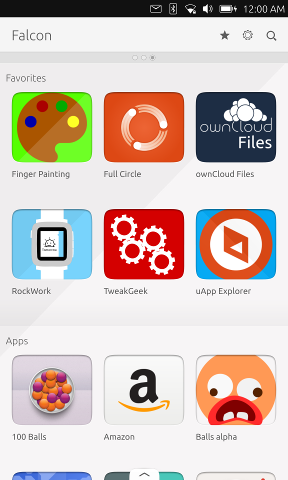 12:00 AM
Falcon
Favorites
ownCloud
Files
Finger Painting
Full Circle
ownCloud Files
RockWork
TweakGeek
uApp Explorer
Apps
a
100 Balls
Amazon
Balls alpha